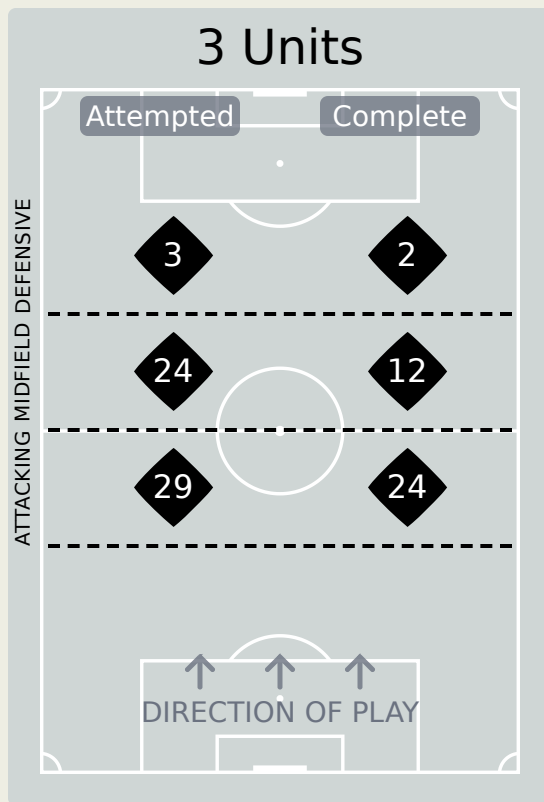 3 Units
Attempted Complete
ATTACKING MIDFIELD DEFENSIVE
3 2
24 12
29 24
DIRECTION OF PLAY